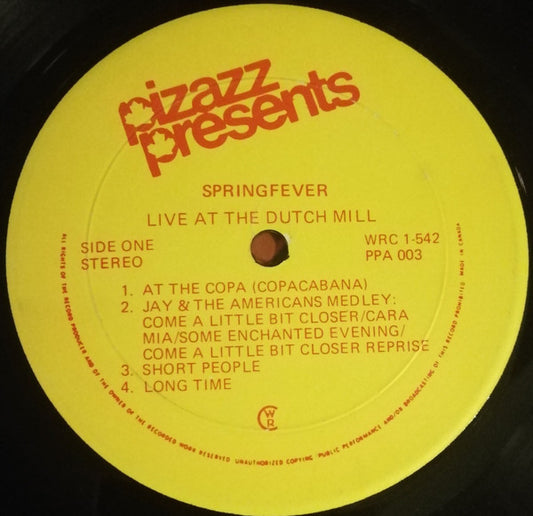 pizazz
presents
SPRINGFEVER
LIVE AT THE DUTCH MILL
SIDE ONE
STEREO
WRC 1-542
PPA 003
1. AT THE COPA (COPACABANA)
2. JAY & THE AMERICANS MEDLEY:
COME A LITTLE BIT CLOSER/CARA
MIA/SOME ENCHANTED EVENING/
COME A LITTLE BIT CLOSER REPRISE
3. SHORT PEOPLE
4. LONG TIME
WRC
ALL RIGHTS OF THE RECORD PRODUCER AND OF THE OWNER OF THE RECORDED WORK RESERVED. UNAUTHORIZED COPYING, PUBLIC PERFORMANCE AND/OR BROADCASTING OF THIS RECORD PROHIBITED. MADE IN CANADA